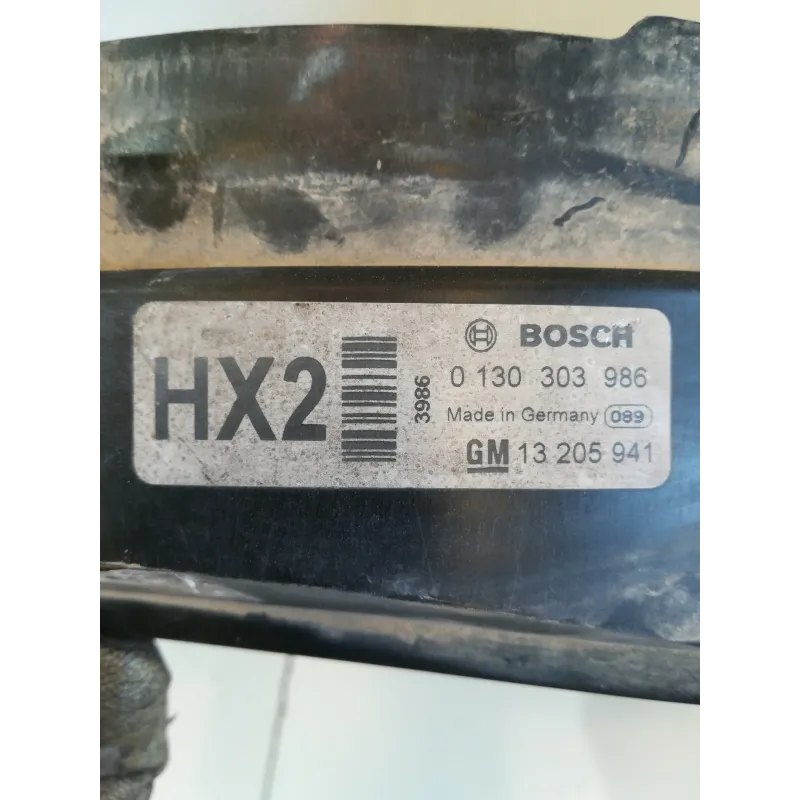 HX2
3986
BOSCH
0 130 303 986
Made in Germany 089
GM 13 205 941